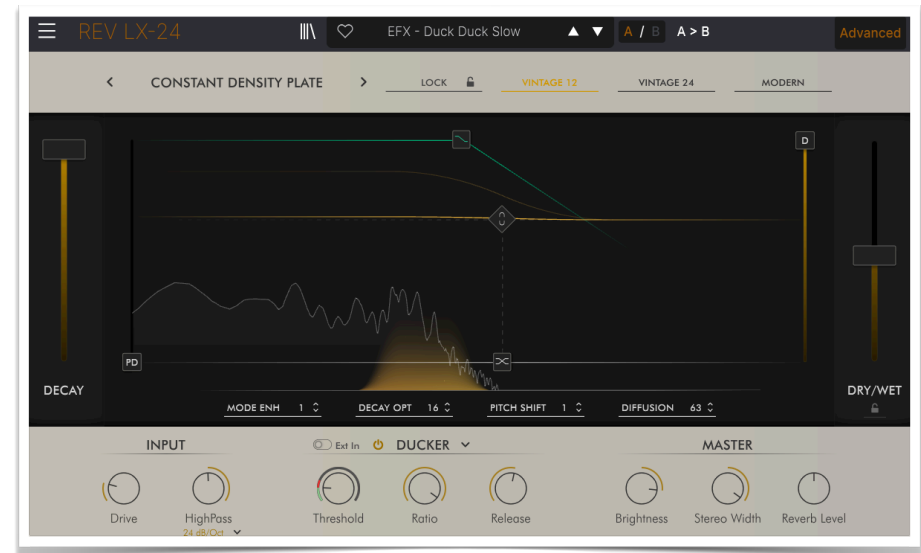 REV LX-24 EFX - Duck Duck Slow A / B A > B Advanced
CONSTANT DENSITY PLATE LOCK VINTAGE 12 VINTAGE 24 MODERN
D
PD
DECAY DRY/WET
MODE ENH 1 DECAY OPT 16 PITCH SHIFT 1 DIFFUSION 63
INPUT Ext In DUCKER MASTER
Drive HighPass Threshold Ratio Release Brightness Stereo Width Reverb Level
24 dB/Oct